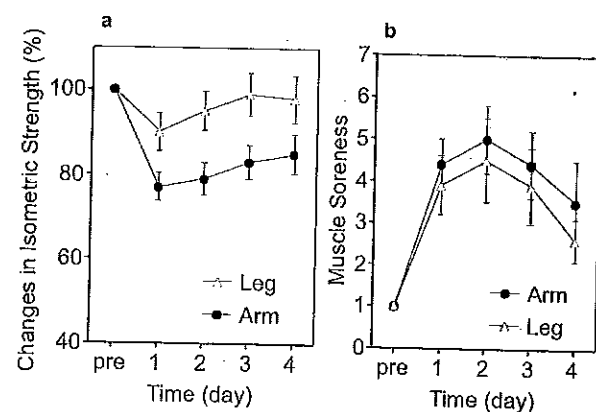 a
Changes in Isometric Strength (%)
100
80
60
40
Leg
Arm
pre 1 2 3 4
Time (day)
b
Muscle Soreness
7
6
5
4
3
2
1
0
Arm
Leg
pre 1 2 3 4
Time (day)